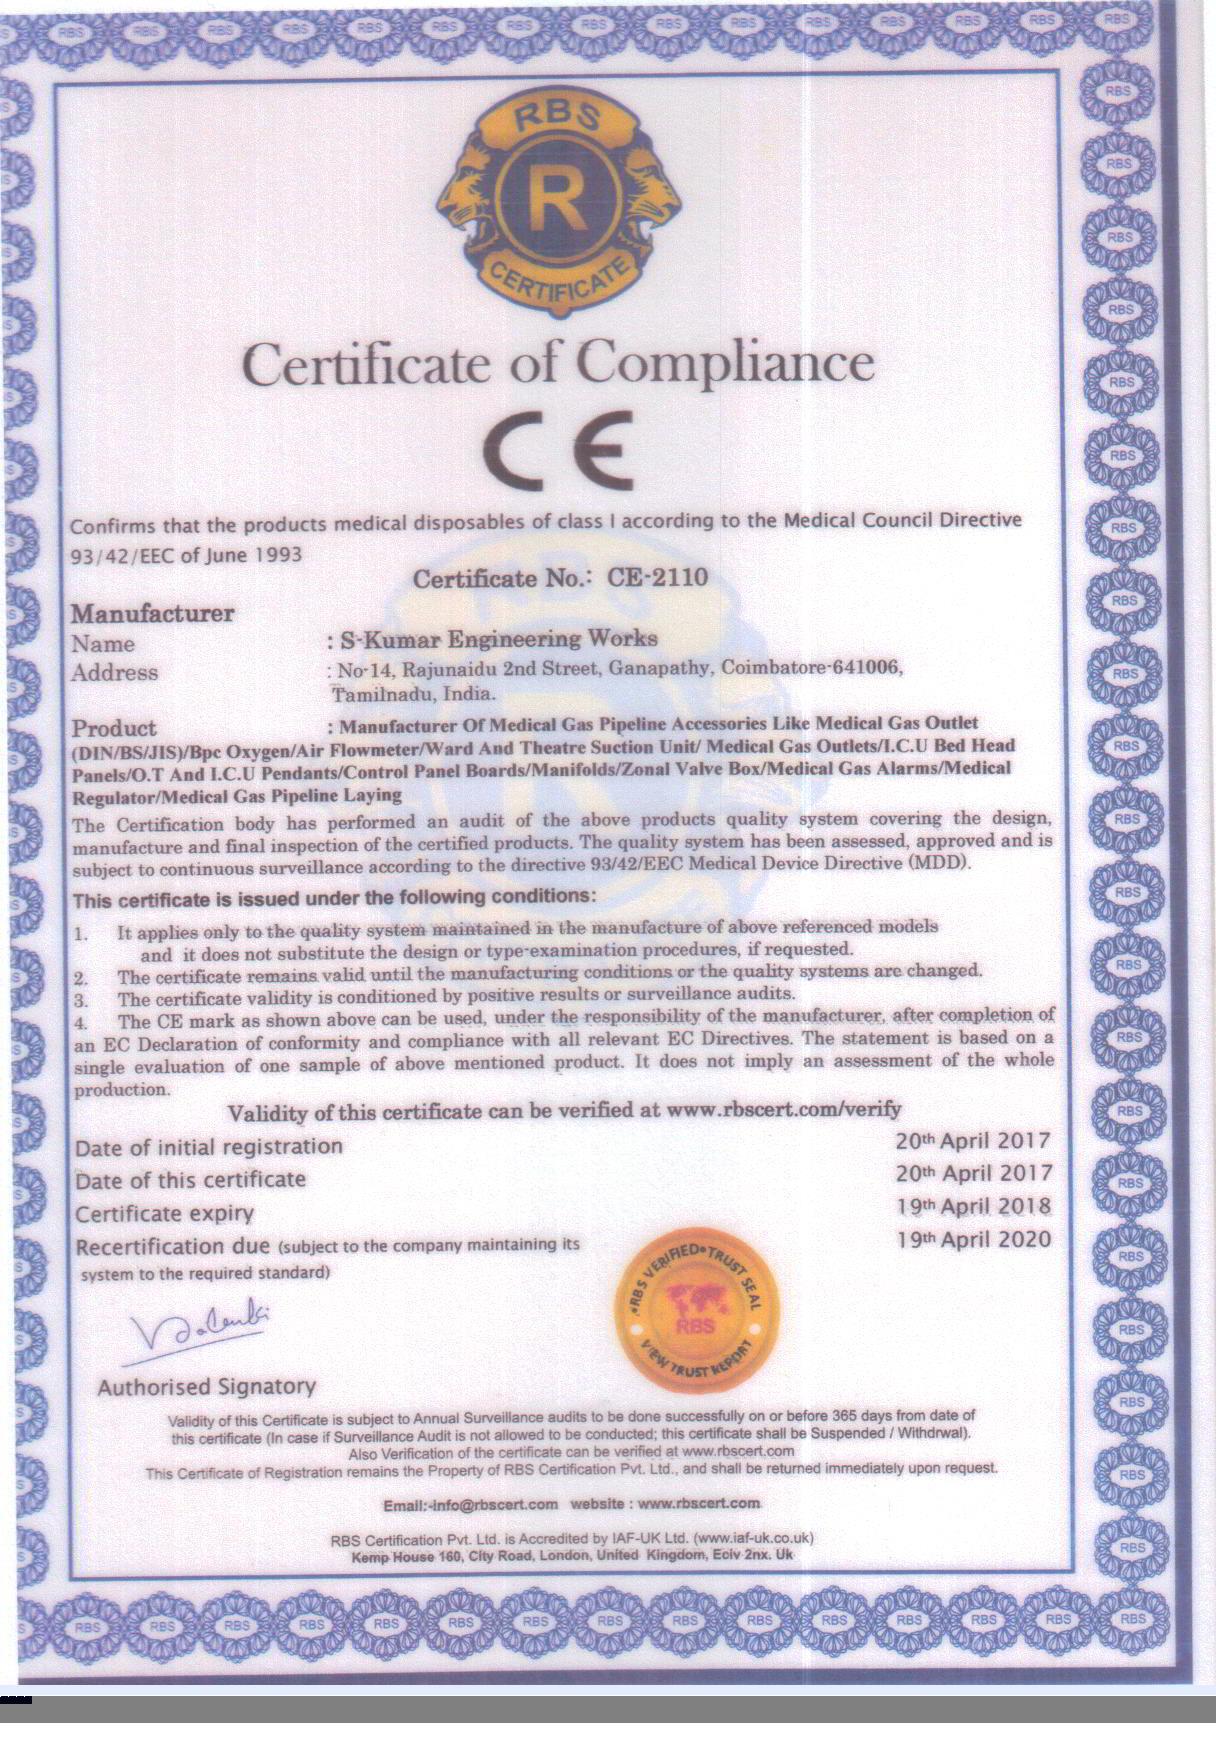 RBS
R
CERTIFICATE
Certificate of Compliance
CE
Confirms that the products medical disposables of class I according to the Medical Council Directive
93/42/EEC of June 1993
Certificate No.: CE-2110
Manufacturer
Name : S-Kumar Engineering Works
Address : No-14, Rajunaidu 2nd Street, Ganapathy, Coimbatore-641006,
Tamilnadu, India.
Product : Manufacturer Of Medical Gas Pipeline Accessories Like Medical Gas Outlet
(DIN/BS/JIS)/Bpc Oxygen/Air Flowmeter/Ward And Theatre Suction Unit/ Medical Gas Outlets/I.C.U Bed Head
Panels/O.T And I.C.U Pendants/Control Panel Boards/Manifolds/Zonal Valve Box/Medical Gas Alarms/Medical
Regulator/Medical Gas Pipeline Laying
The Certification body has performed an audit of the above products quality system covering the design,
manufacture and final inspection of the certified products. The quality system has been assessed, approved and is
subject to continuous surveillance according to the directive 93/42/EEC Medical Device Directive (MDD).
This certificate is issued under the following conditions:
1. It applies only to the quality system maintained in the manufacture of above referenced models
and it does not substitute the design or type-examination procedures, if requested.
2. The certificate remains valid until the manufacturing conditions or the quality systems are changed.
3. The certificate validity is conditioned by positive results or surveillance audits.
4. The CE mark as shown above can be used, under the responsibility of the manufacturer, after completion of
an EC Declaration of conformity and compliance with all relevant EC Directives. The statement is based on a
single evaluation of one sample of above mentioned product. It does not imply an assessment of the whole
production.
Validity of this certificate can be verified at www.rbscert.com/verify
Date of initial registration 20th April 2017
Date of this certificate 20th April 2017
Certificate expiry 19th April 2018
Recertification due (subject to the company maintaining its 19th April 2020
system to the required standard)
RBS VERIFIED • TRUST SEAL
RBS
VIEW TRUST REPORT
Authorised Signatory
Validity of this Certificate is subject to Annual Surveillance audits to be done successfully on or before 365 days from date of
this certificate (In case if Surveillance Audit is not allowed to be conducted; this certificate shall be Suspended / Withdrwal).
Also Verification of the certificate can be verified at www.rbscert.com
This Certificate of Registration remains the Property of RBS Certification Pvt. Ltd., and shall be returned immediately upon request.
Email:-info@rbscert.com website : www.rbscert.com
RBS Certification Pvt. Ltd. is Accredited by IAF-UK Ltd. (www.iaf-uk.co.uk)
Kemp House 160, City Road, London, United Kingdom, Eciv 2nx. Uk